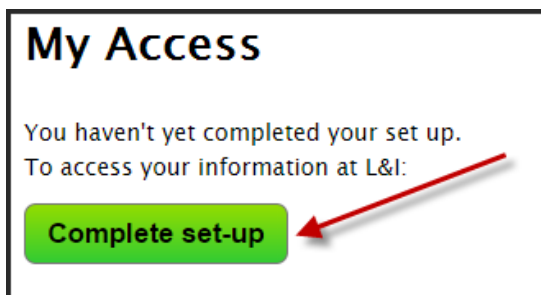 My Access
You haven't yet completed your set up.
To access your information at L&I:
Complete set-up